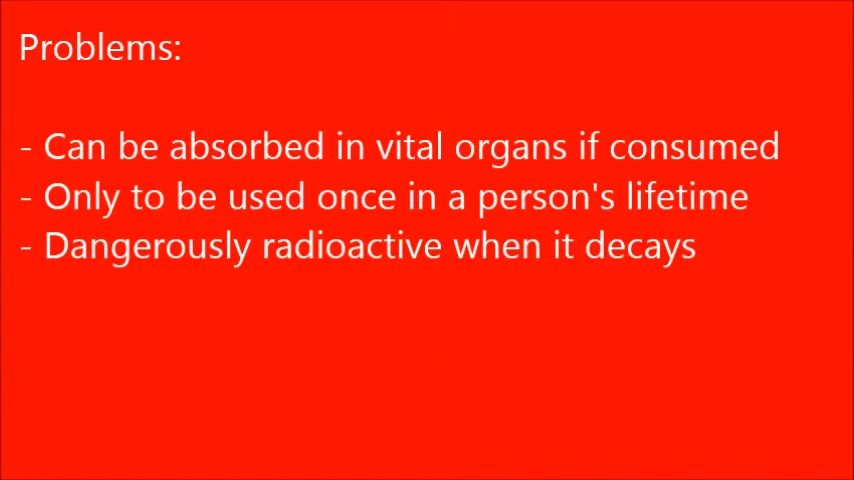 Problems:
- Can be absorbed in vital organs if consumed
- Only to be used once in a person's lifetime
- Dangerously radioactive when it decays